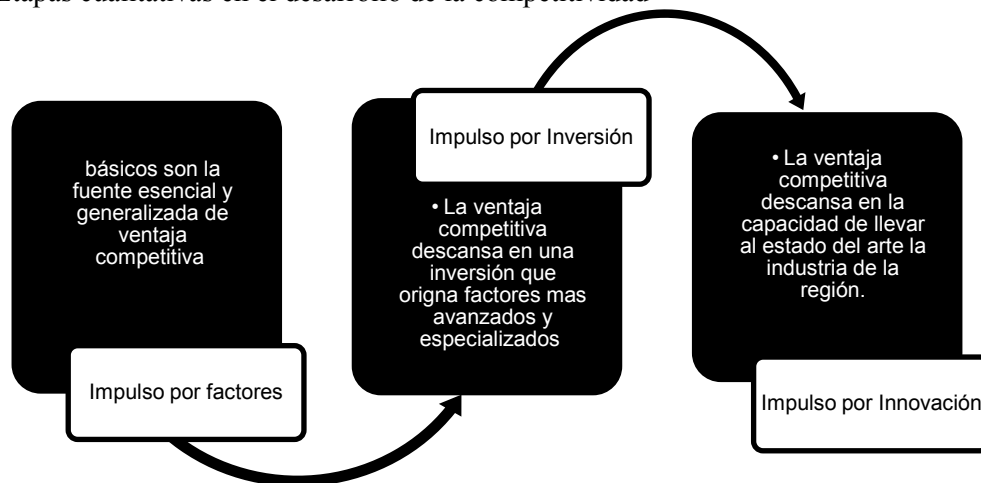 Etapas cualitativas en el desarrollo de la competitividad
básicos son la
fuente esencial y
generalizada de
ventaja
competitiva
Impulso por factores
Impulso por Inversión
• La ventaja
competitiva
descansa en una
inversión que
origna factores mas
avanzados y
especializados
• La ventaja
competitiva
descansa en la
capacidad de llevar
al estado del arte la
industria de la
región.
Impulso por Innovación